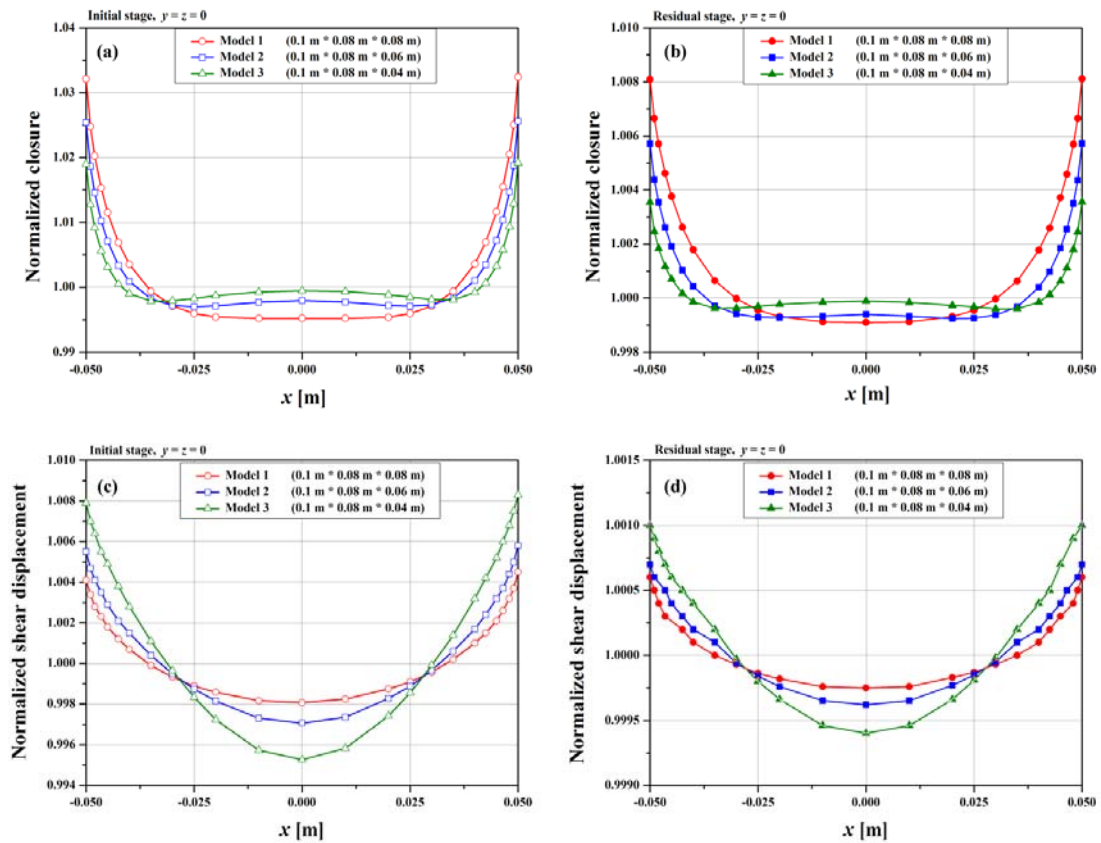 Initial stage, y = z = 0
(a)
Model 1 (0.1 m * 0.08 m * 0.08 m)
Model 2 (0.1 m * 0.08 m * 0.06 m)
Model 3 (0.1 m * 0.08 m * 0.04 m)
1.04
1.03
1.02
1.01
1.00
0.99
Normalized closure
-0.050 -0.025 0.000 0.025 0.050
x [m]
Residual stage, y = z = 0
(b)
Model 1 (0.1 m * 0.08 m * 0.08 m)
Model 2 (0.1 m * 0.08 m * 0.06 m)
Model 3 (0.1 m * 0.08 m * 0.04 m)
1.010
1.008
1.006
1.004
1.002
1.000
0.998
Normalized closure
-0.050 -0.025 0.000 0.025 0.050
x [m]
Initial stage, y = z = 0
(c)
Model 1 (0.1 m * 0.08 m * 0.08 m)
Model 2 (0.1 m * 0.08 m * 0.06 m)
Model 3 (0.1 m * 0.08 m * 0.04 m)
1.010
1.008
1.006
1.004
1.002
1.000
0.998
0.996
0.994
Normalized shear displacement
-0.050 -0.025 0.000 0.025 0.050
x [m]
Residual stage, y = z = 0
(d)
Model 1 (0.1 m * 0.08 m * 0.08 m)
Model 2 (0.1 m * 0.08 m * 0.06 m)
Model 3 (0.1 m * 0.08 m * 0.04 m)
1.0015
1.0010
1.0005
1.0000
0.9995
0.9990
Normalized shear displacement
-0.050 -0.025 0.000 0.025 0.050
x [m]